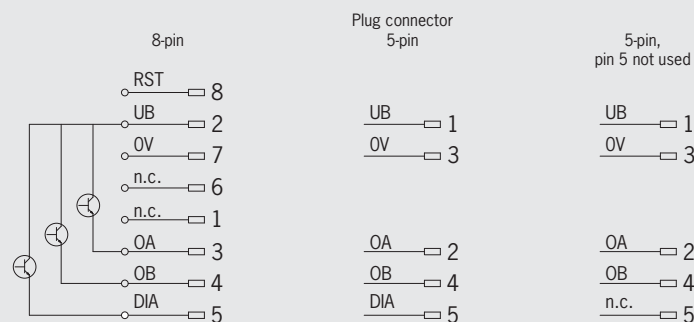 Plug connector
8-pin
5-pin
5-pin,
pin 5 not used
RST 8
UB 2
0V 7
n.c. 6
n.c. 1
OA 3
OB 4
DIA 5
UB 1
0V 3
OA 2
OB 4
DIA 5
UB 1
0V 3
OA 2
OB 4
n.c. 5